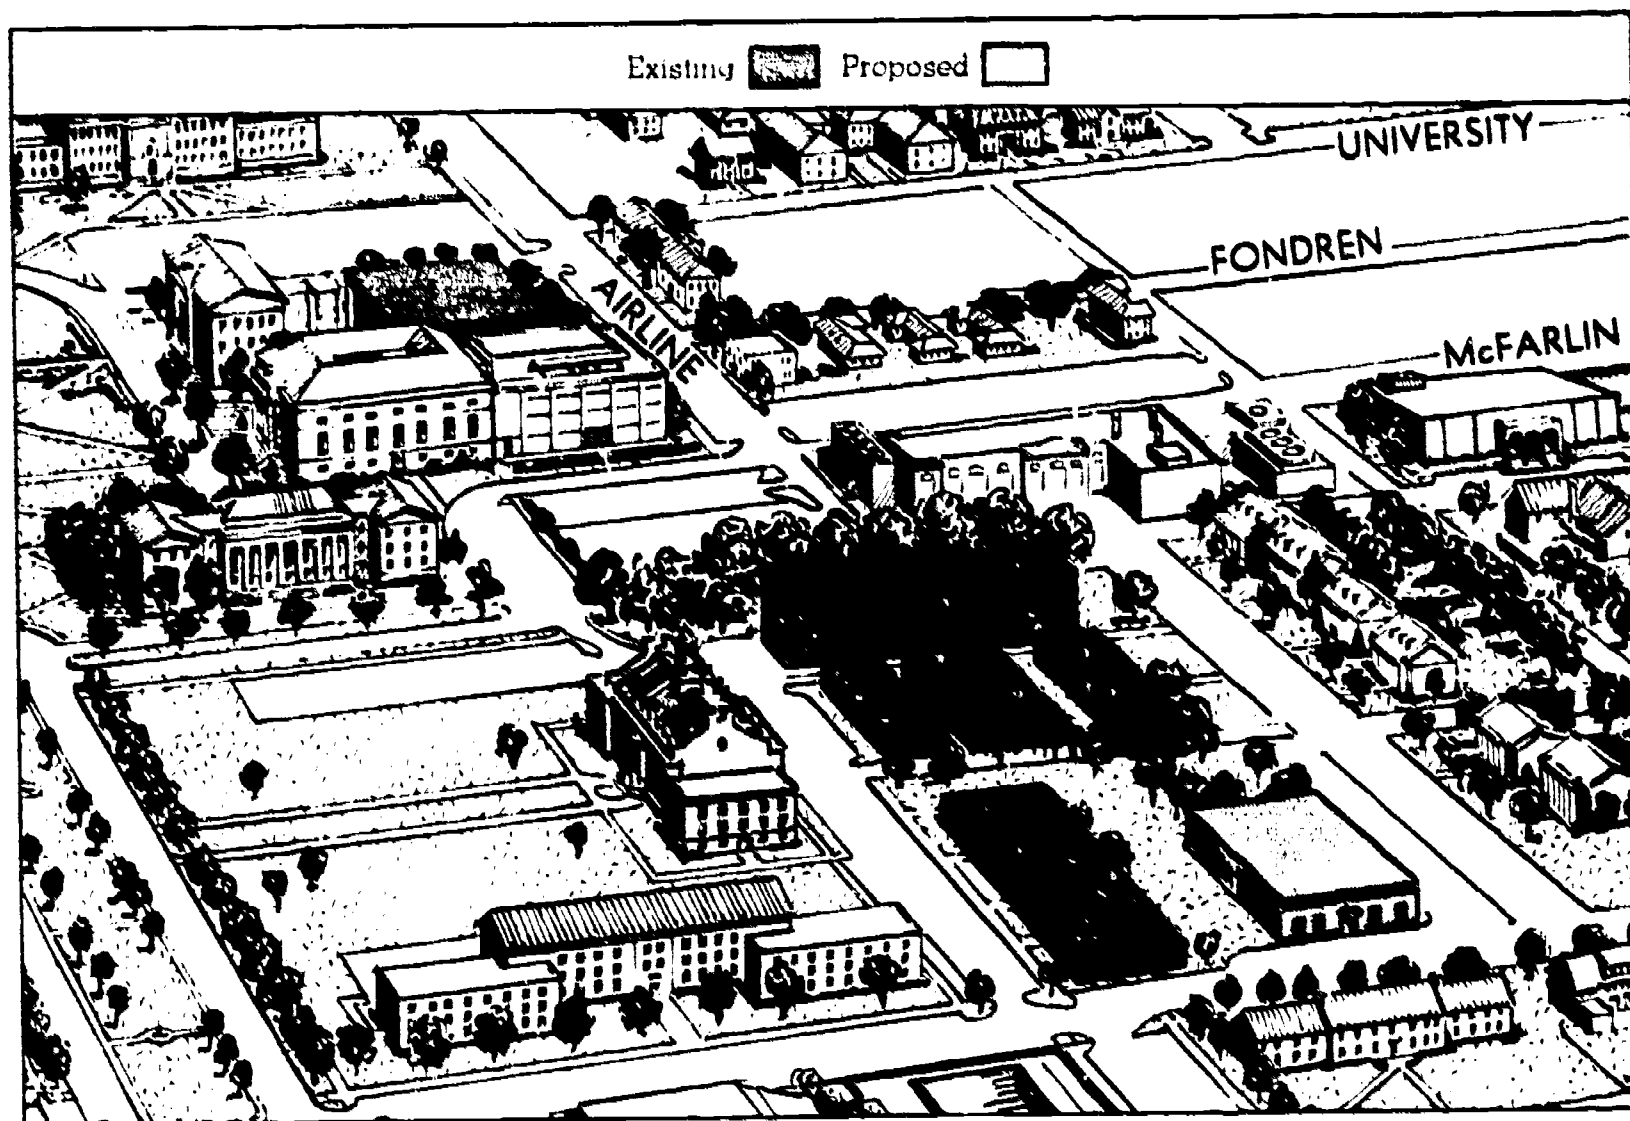 Existing Proposed
UNIVERSITY
FONDREN
AIRLINE
McFARLIN